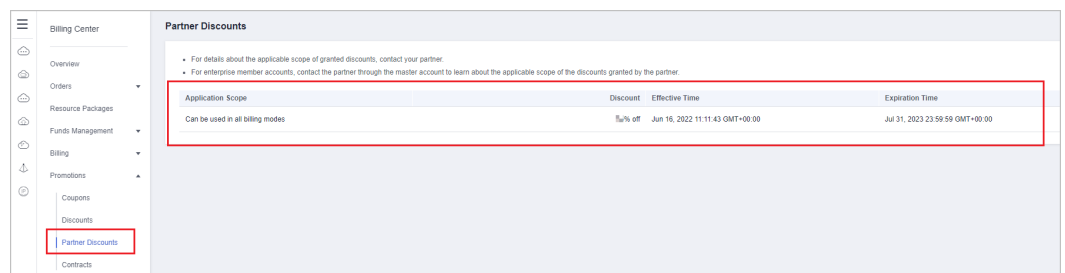 Billing Center
Overview
Orders
Resource Packages
Funds Management
Billing
Promotions
Coupons
Discounts
Partner Discounts
Contracts
Partner Discounts
For details about the applicable scope of granted discounts, contact your partner.
For enterprise member accounts, contact the partner through the master account to learn about the applicable scope of the discounts granted by the partner.
Application Scope Discount Effective Time Expiration Time
Can be used in all billing modes % off Jun 16, 2022 11:11:43 GMT+00:00 Jul 31, 2023 23:59:59 GMT+00:00